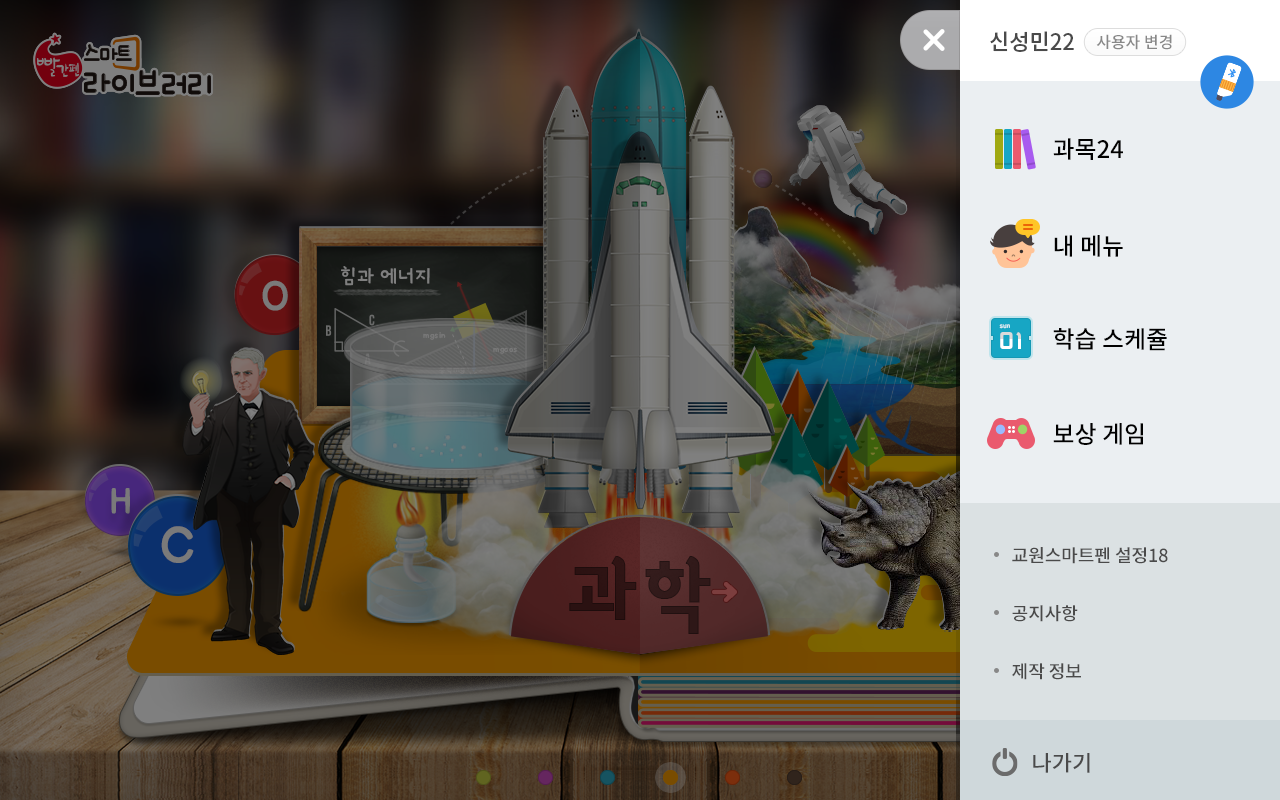 빨간펜
스마트
라이브러리
신성민22
사용자 변경
과목24
내 메뉴
SUN
01
학습 스케쥴
보상 게임
교원스마트펜 설정18
공지사항
제작 정보
나가기
힘과 에너지
B
C
mgsin
mgcos
O
H
C
과학